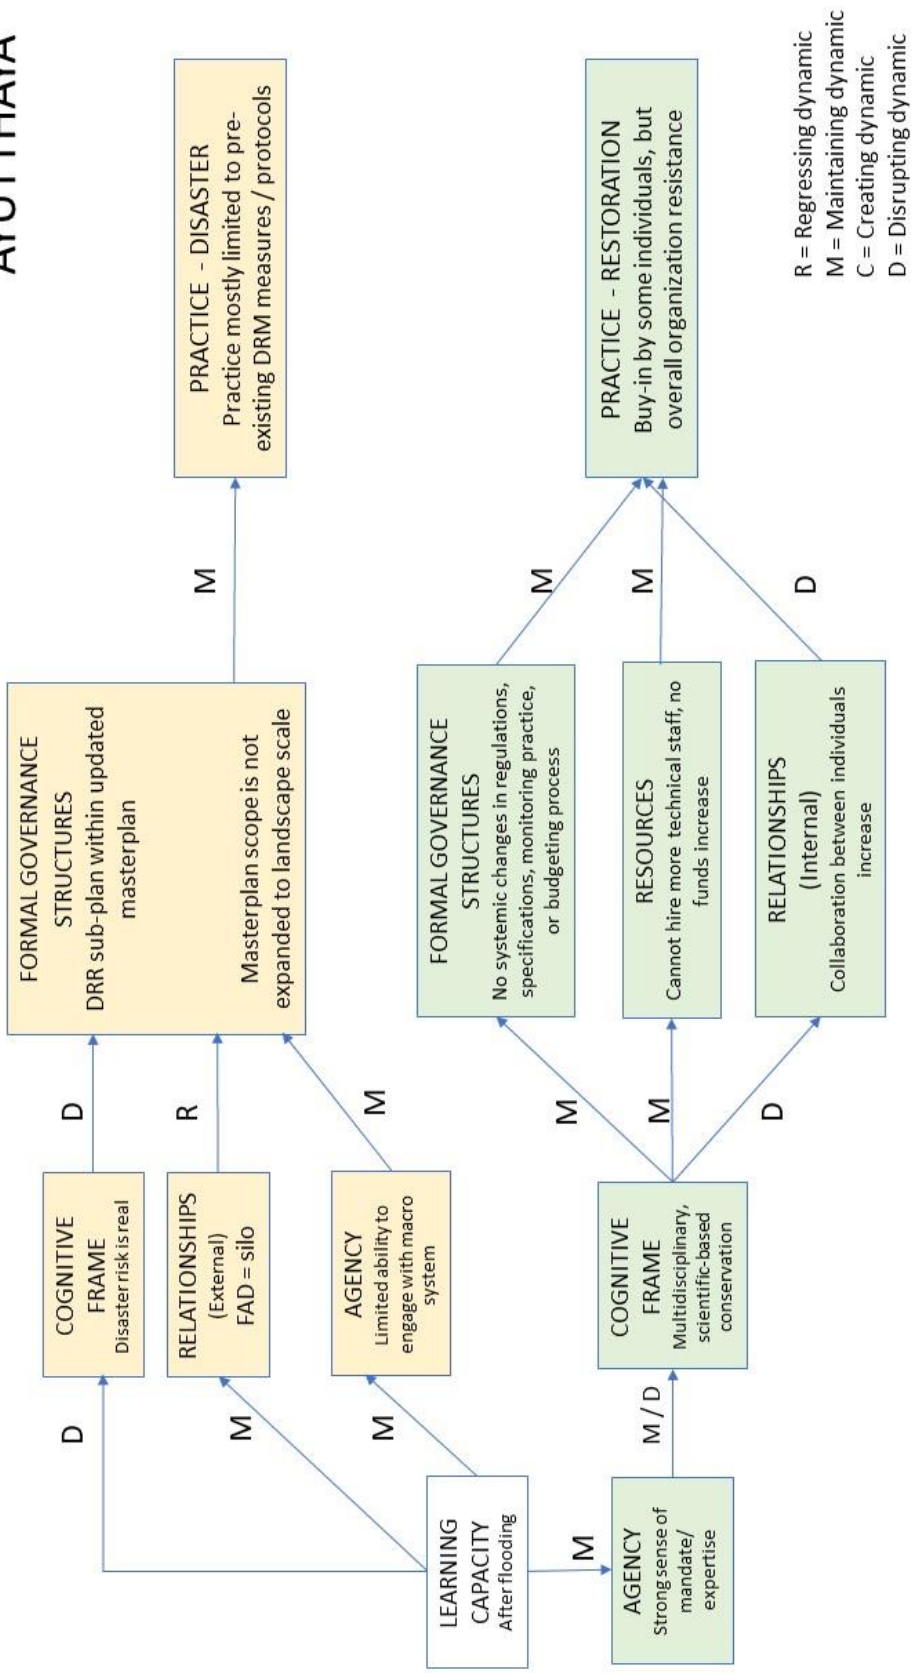 AYUTTHAYA
COGNITIVE
FRAME
Disaster risk is real
RELATIONSHIPS
(External)
FAD = silo
AGENCY
Limited ability to
engage with macro
system
FORMAL GOVERNANCE
STRUCTURES
DRR sub-plan within updated
masterplan
Masterplan scope is not
expanded to landscape scale
PRACTICE - DISASTER
Practice mostly limited to pre-
existing DRM measures / protocols
D
M
M
D
R
M
M
LEARNING
CAPACITY
After flooding
M
AGENCY
Strong sense of
mandate/
expertise
M / D
COGNITIVE
FRAME
Multidisciplinary,
scientific-based
conservation
M
M
D
FORMAL GOVERNANCE
STRUCTURES
No systemic changes in regulations,
specifications, monitoring practice,
or budgeting process
RESOURCES
Cannot hire more technical staff, no
funds increase
RELATIONSHIPS
(Internal)
Collaboration between individuals
increase
M
M
D
PRACTICE - RESTORATION
Buy-in by some individuals, but
overall organization resistance
R = Regressing dynamic
M = Maintaining dynamic
C = Creating dynamic
D = Disrupting dynamic